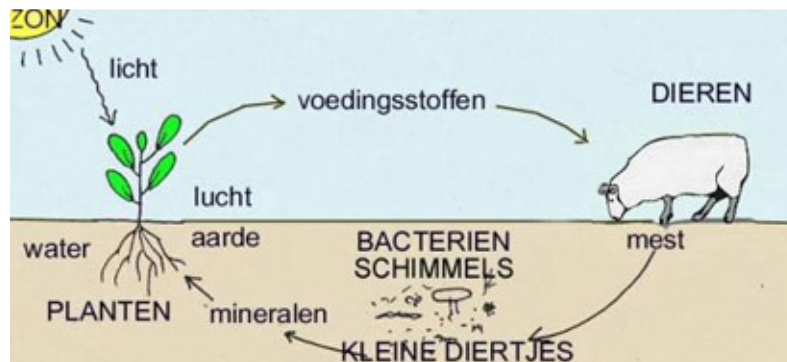 ZON
licht
voedingsstoffen
DIEREN
lucht
water
aarde
BACTERIEN
SCHIMMELS
mest
PLANTEN
mineralen
KLEINE DIERTJES